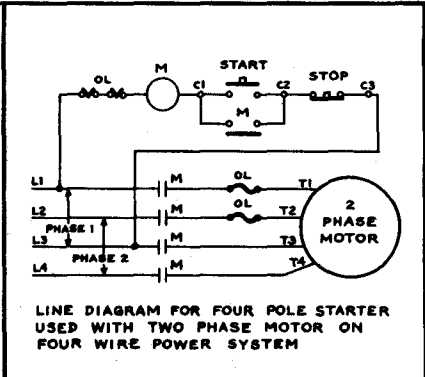 OL M START STOP
C1 C2 C3
M
L1 M OL T1
L2 M OL T2
PHASE 1
L3 M T3
PHASE 2
L4 M T4
2
PHASE
MOTOR
LINE DIAGRAM FOR FOUR POLE STARTER
USED WITH TWO PHASE MOTOR ON
FOUR WIRE POWER SYSTEM